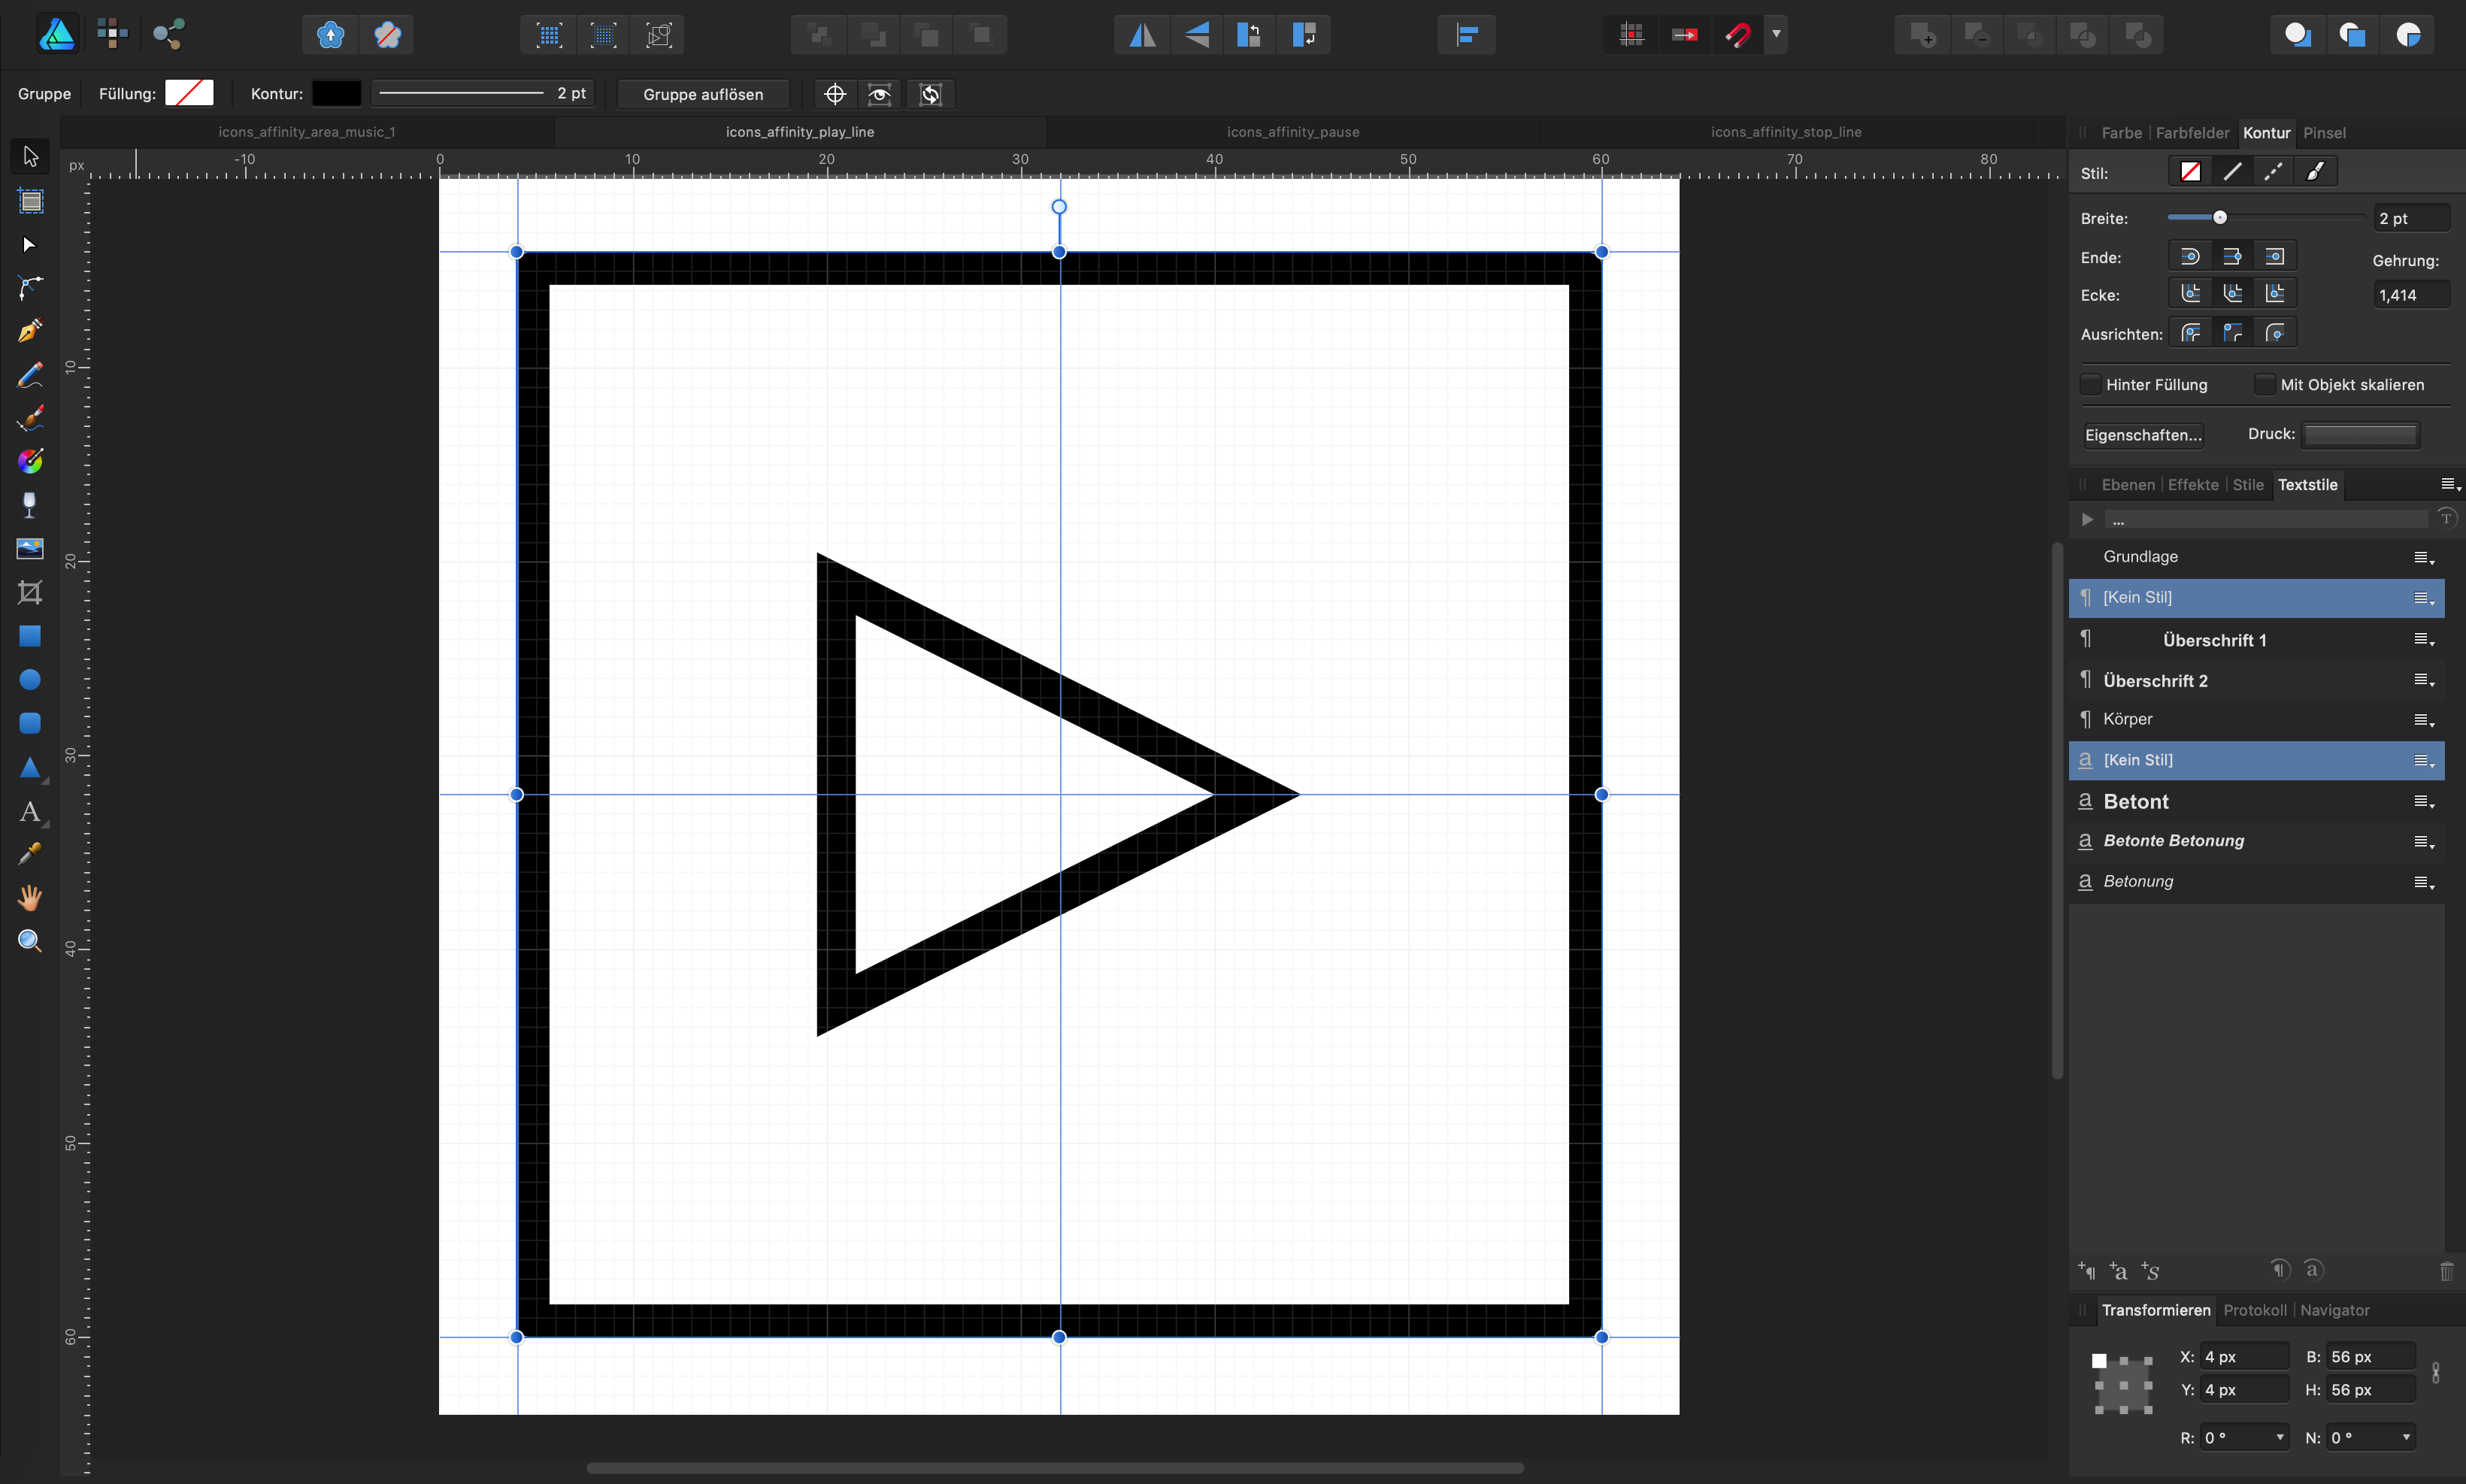 Gruppe Füllung: Kontur: 2 pt Gruppe auflösen
icons_affinity_area_music_1 icons_affinity_play_line icons_affinity_pause icons_affinity_stop_line
px -10 0 10 20 30 40 50 60 70 80
10
20
30
40
50
60
Farbe Farbfelder Kontur Pinsel
Stil:
Breite: 2 pt
Ende: Gehrung:
Ecke: 1,414
Ausrichten:
Hinter Füllung Mit Objekt skalieren
Eigenschaften... Druck:
Ebenen Effekte Stile Textstile
...
Grundlage
[Kein Stil]
Überschrift 1
Überschrift 2
Körper
a [Kein Stil]
a Betont
a Betonte Betonung
a Betonung
Transformieren Protokoll Navigator
X: 4 px B: 56 px
Y: 4 px H: 56 px
R: 0 ° N: 0 °